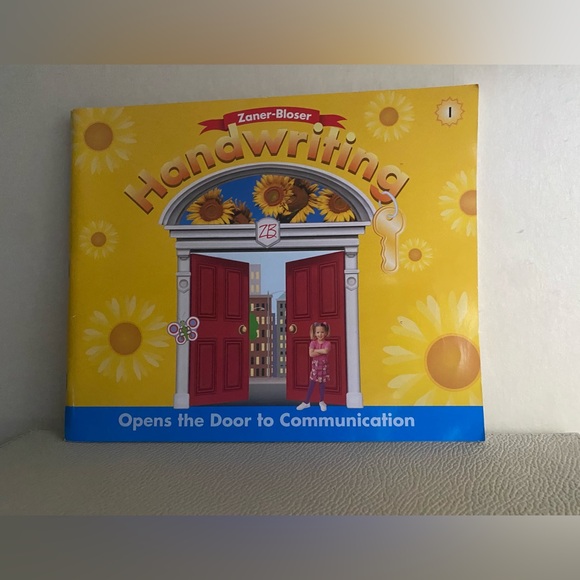 Zaner-Bloser
1
Handwriting
ZB
Opens the Door to Communication